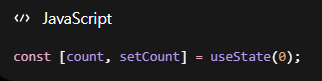 </> JavaScript
const [count, setCount] = useState(0);